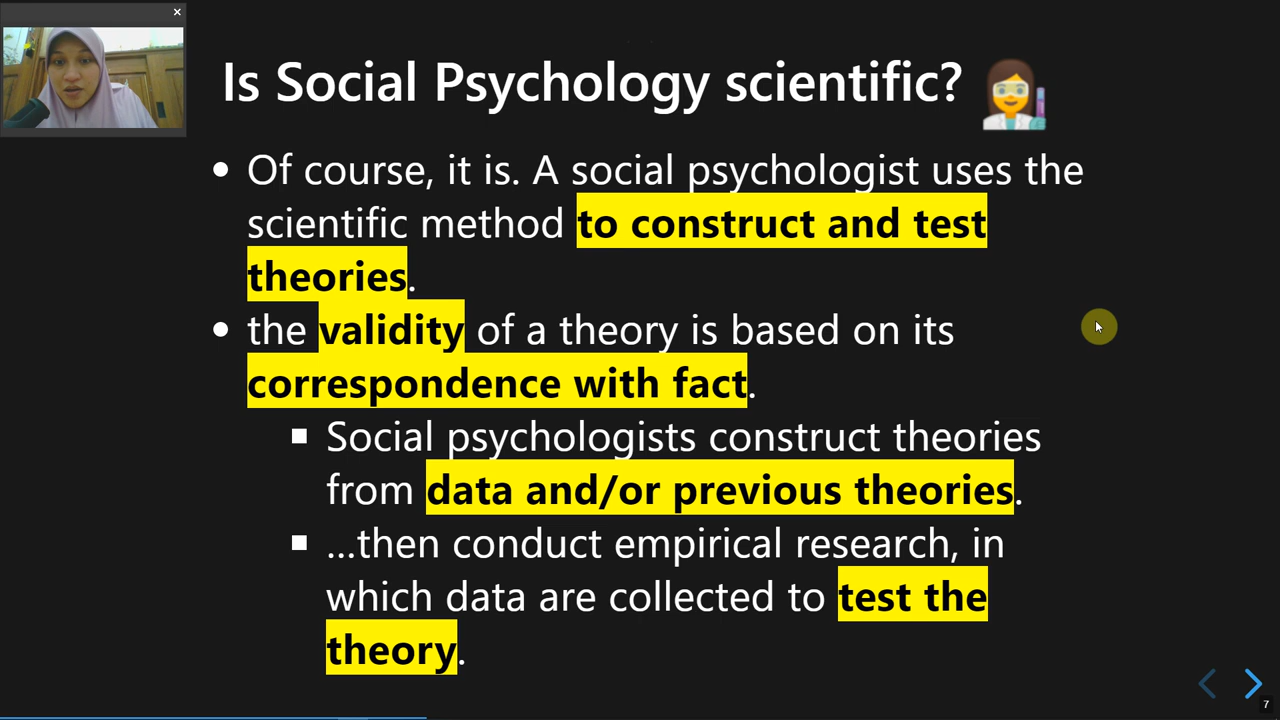 Is Social Psychology scientific?
Of course, it is. A social psychologist uses the
scientific method to construct and test
theories.
the validity of a theory is based on its
correspondence with fact.
Social psychologists construct theories
from data and/or previous theories.
...then conduct empirical research, in
which data are collected to test the
theory.
7